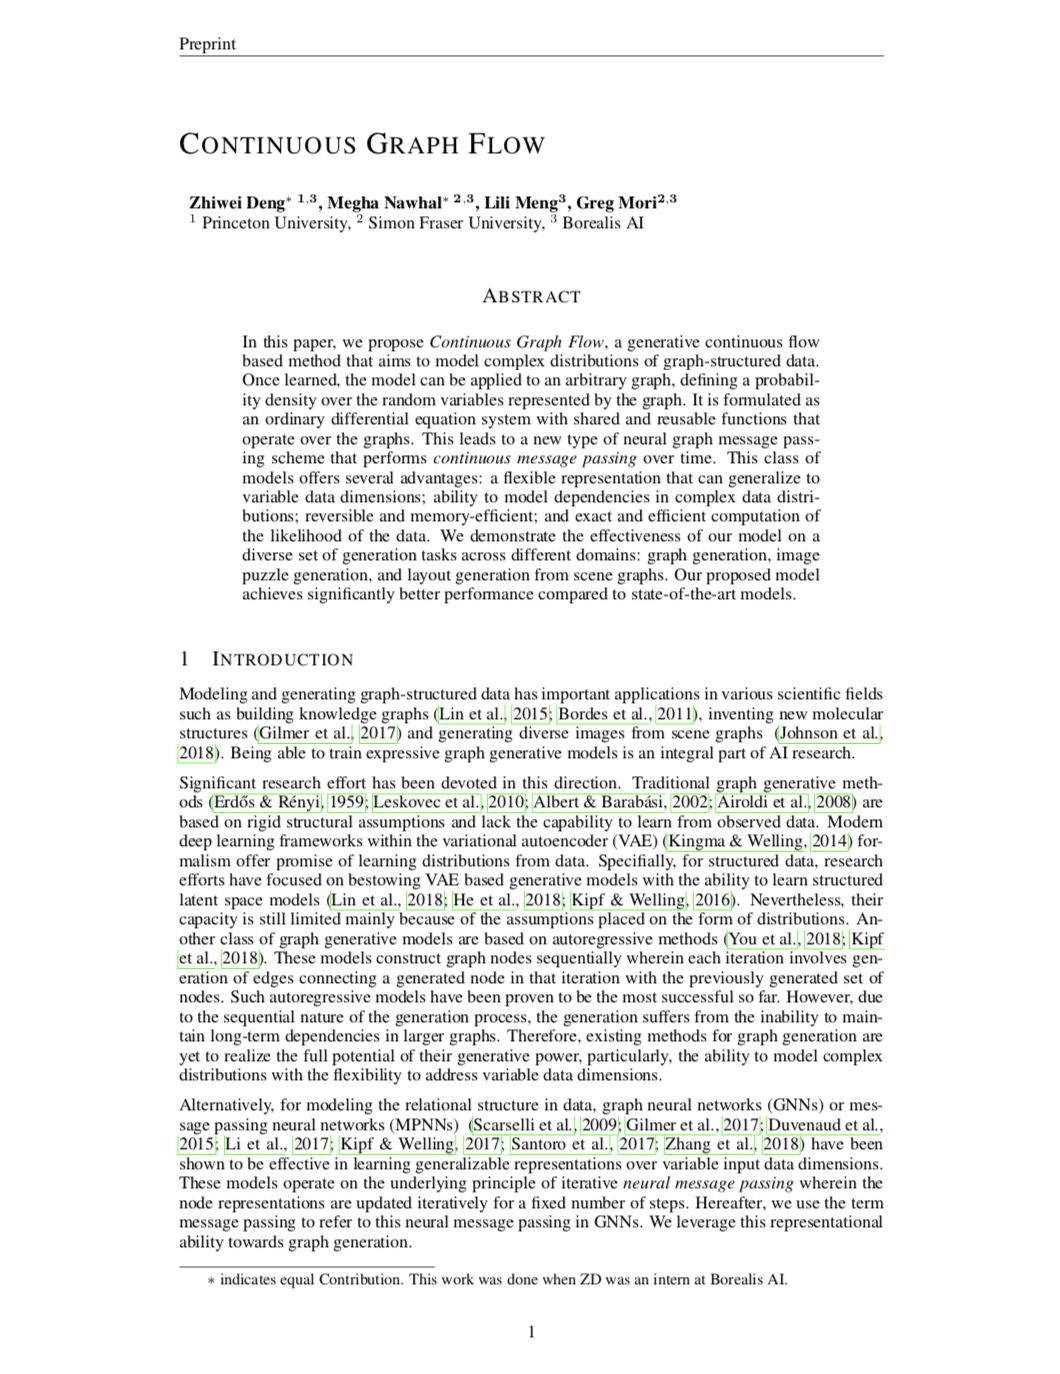 Preprint
CONTINUOUS GRAPH FLOW
Zhiwei Deng* 1,3, Megha Nawhal* 2,3, Lili Meng3, Greg Mori2,3
1 Princeton University, 2 Simon Fraser University, 3 Borealis AI
ABSTRACT
In this paper, we propose Continuous Graph Flow, a generative continuous flow
based method that aims to model complex distributions of graph-structured data.
Once learned, the model can be applied to an arbitrary graph, defining a probabil-
ity density over the random variables represented by the graph. It is formulated as
an ordinary differential equation system with shared and reusable functions that
operate over the graphs. This leads to a new type of neural graph message pass-
ing scheme that performs continuous message passing over time. This class of
models offers several advantages: a flexible representation that can generalize to
variable data dimensions; ability to model dependencies in complex data distri-
butions; reversible and memory-efficient; and exact and efficient computation of
the likelihood of the data. We demonstrate the effectiveness of our model on a
diverse set of generation tasks across different domains: graph generation, image
puzzle generation, and layout generation from scene graphs. Our proposed model
achieves significantly better performance compared to state-of-the-art models.
1 INTRODUCTION
Modeling and generating graph-structured data has important applications in various scientific fields
such as building knowledge graphs (Lin et al., 2015; Bordes et al., 2011), inventing new molecular
structures (Gilmer et al., 2017) and generating diverse images from scene graphs (Johnson et al.,
2018). Being able to train expressive graph generative models is an integral part of AI research.
Significant research effort has been devoted in this direction. Traditional graph generative meth-
ods (Erdős & Rényi, 1959; Leskovec et al., 2010; Albert & Barabási, 2002; Airoldi et al., 2008) are
based on rigid structural assumptions and lack the capability to learn from observed data. Modern
deep learning frameworks within the variational autoencoder (VAE) (Kingma & Welling, 2014) for-
malism offer promise of learning distributions from data. Specifially, for structured data, research
efforts have focused on bestowing VAE based generative models with the ability to learn structured
latent space models (Lin et al., 2018; He et al., 2018; Kipf & Welling, 2016). Nevertheless, their
capacity is still limited mainly because of the assumptions placed on the form of distributions. An-
other class of graph generative models are based on autoregressive methods (You et al., 2018; Kipf
et al., 2018). These models construct graph nodes sequentially wherein each iteration involves gen-
eration of edges connecting a generated node in that iteration with the previously generated set of
nodes. Such autoregressive models have been proven to be the most successful so far. However, due
to the sequential nature of the generation process, the generation suffers from the inability to main-
tain long-term dependencies in larger graphs. Therefore, existing methods for graph generation are
yet to realize the full potential of their generative power, particularly, the ability to model complex
distributions with the flexibility to address variable data dimensions.
Alternatively, for modeling the relational structure in data, graph neural networks (GNNs) or mes-
sage passing neural networks (MPNNs) (Scarselli et al., 2009; Gilmer et al., 2017; Duvenaud et al.,
2015; Li et al., 2017; Kipf & Welling, 2017; Santoro et al., 2017; Zhang et al., 2018) have been
shown to be effective in learning generalizable representations over variable input data dimensions.
These models operate on the underlying principle of iterative neural message passing wherein the
node representations are updated iteratively for a fixed number of steps. Hereafter, we use the term
message passing to refer to this neural message passing in GNNs. We leverage this representational
ability towards graph generation.
* indicates equal Contribution. This work was done when ZD was an intern at Borealis AI.
1